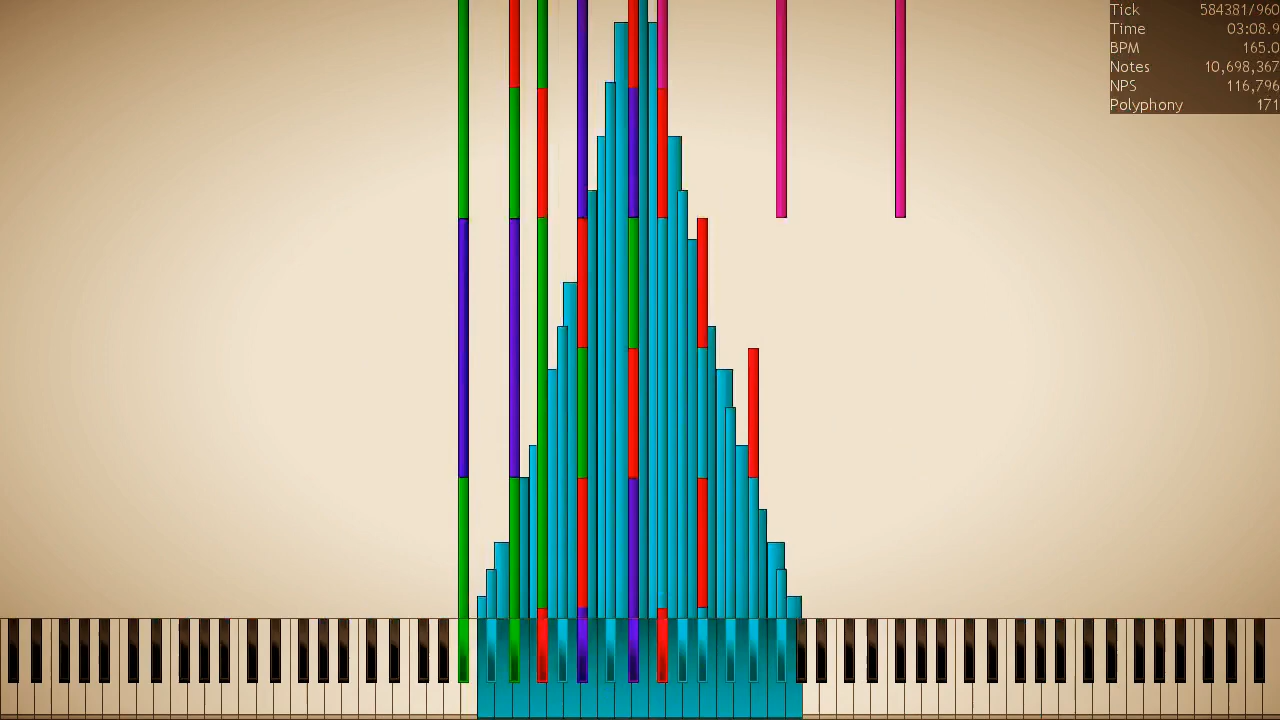 Tick 584381/960
Time 03:08.9
BPM 165.0
Notes 10,698,367
NPS 116,796
Polyphony 171